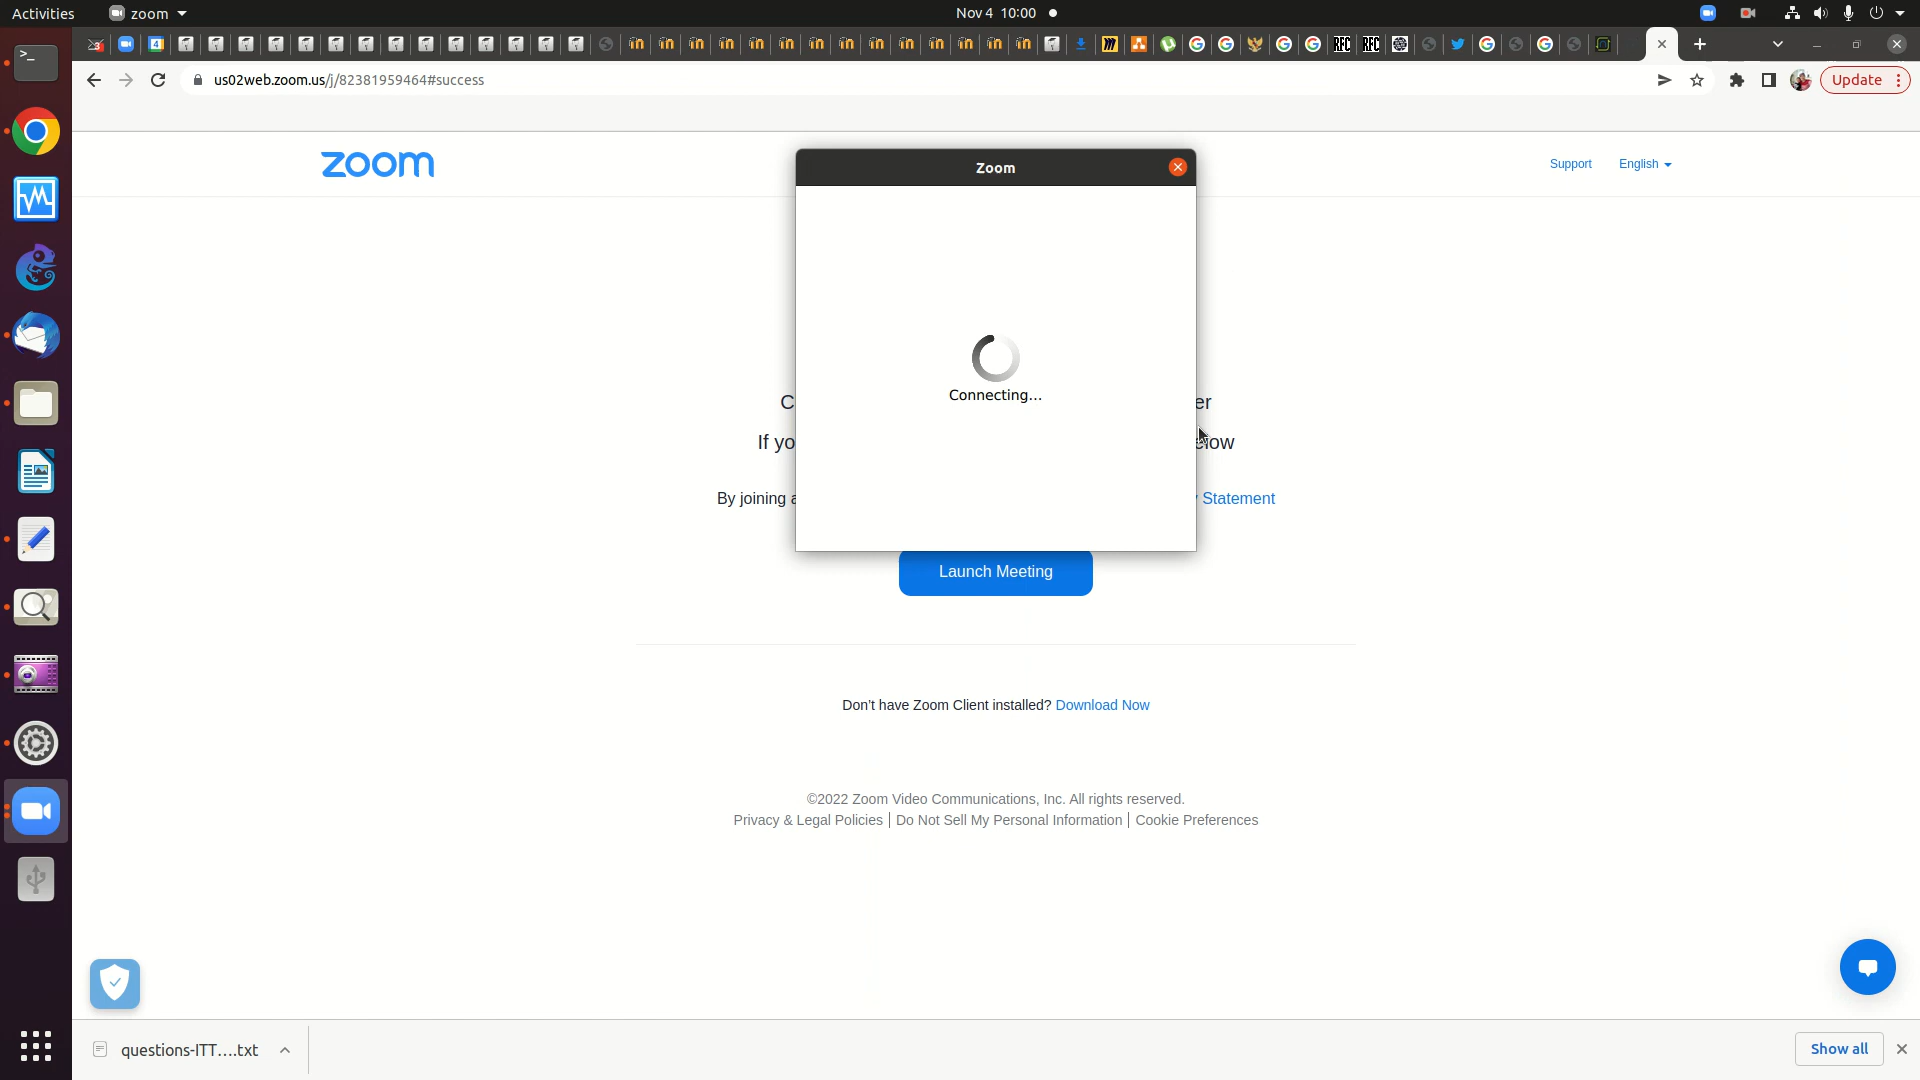 Activities
zoom
Nov 4 10:00
us02web.zoom.us/j/82381959464#success
Update
zoom
Support
English
Zoom
Connecting...
C
er
If yo
elow
By joining a
y Statement
Launch Meeting
Don't have Zoom Client installed? Download Now
©2022 Zoom Video Communications, Inc. All rights reserved.
Privacy & Legal Policies | Do Not Sell My Personal Information | Cookie Preferences
questions-ITT....txt
Show all